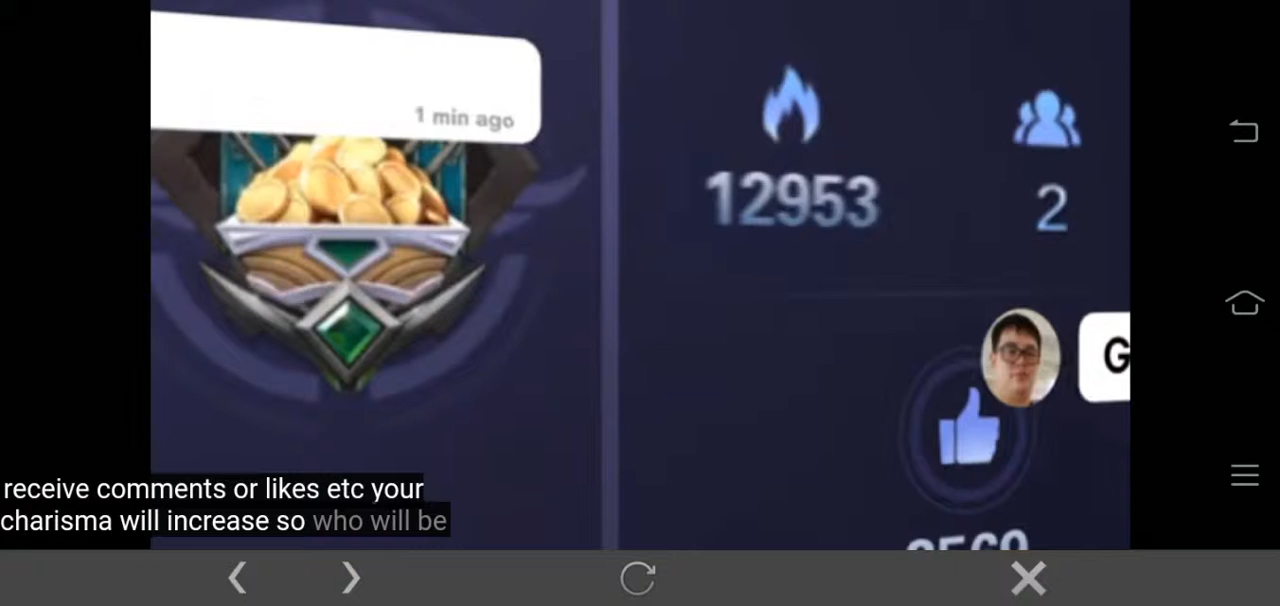 1 min ago
12953
2
G
receive comments or likes etc your
charisma will increase so who will be